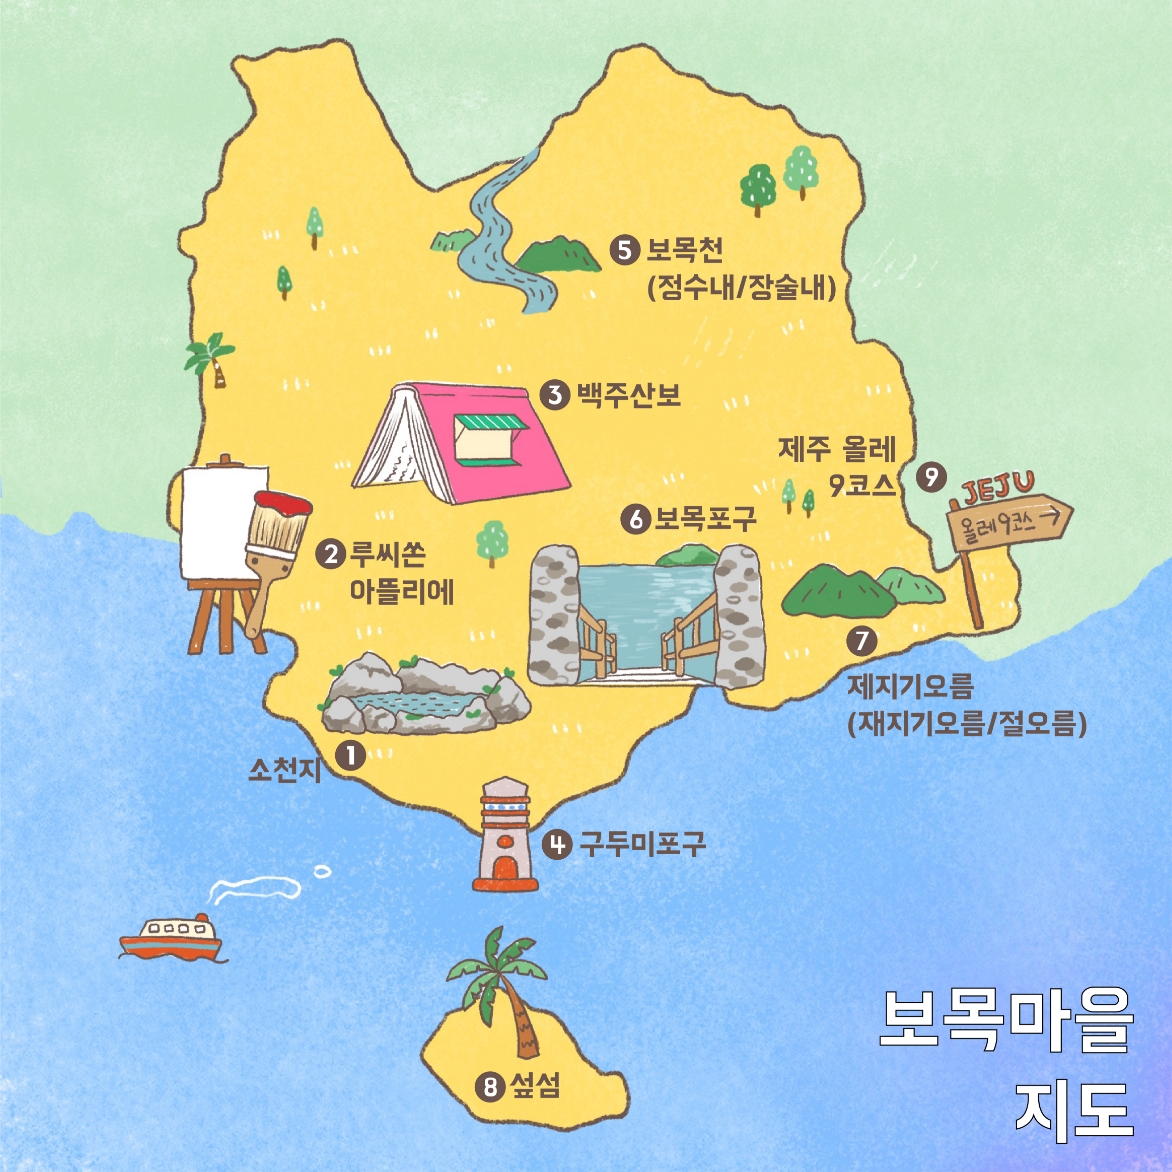 5 보목천
(정수내/장술내)
3 백주산보
제주 올레
9코스
9
JEJU
올레9코스
6 보목포구
2 루씨쏜
아뜰리에
7
제지기오름
(재지기오름/절오름)
1
소천지
4 구두미포구
8 섶섬
보목마을
지도